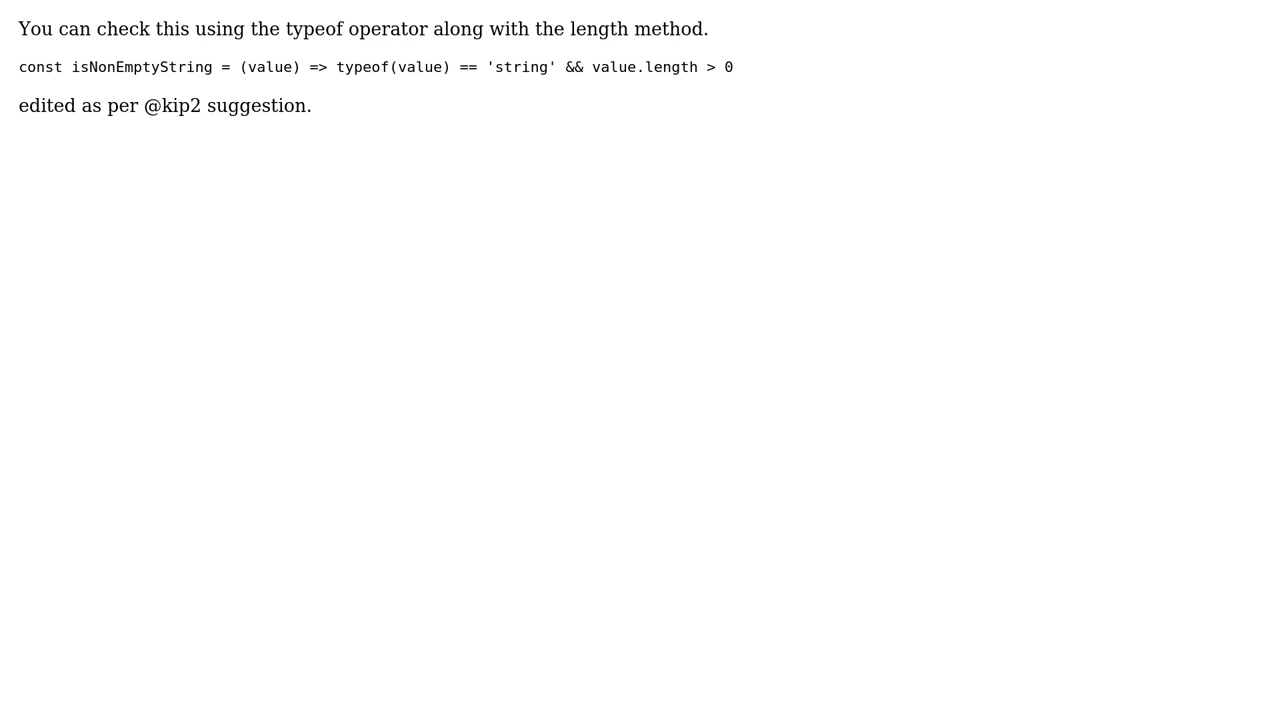 You can check this using the typeof operator along with the length method.
const isNonEmptyString = (value) => typeof(value) == 'string' && value.length > 0
edited as per @kip2 suggestion.